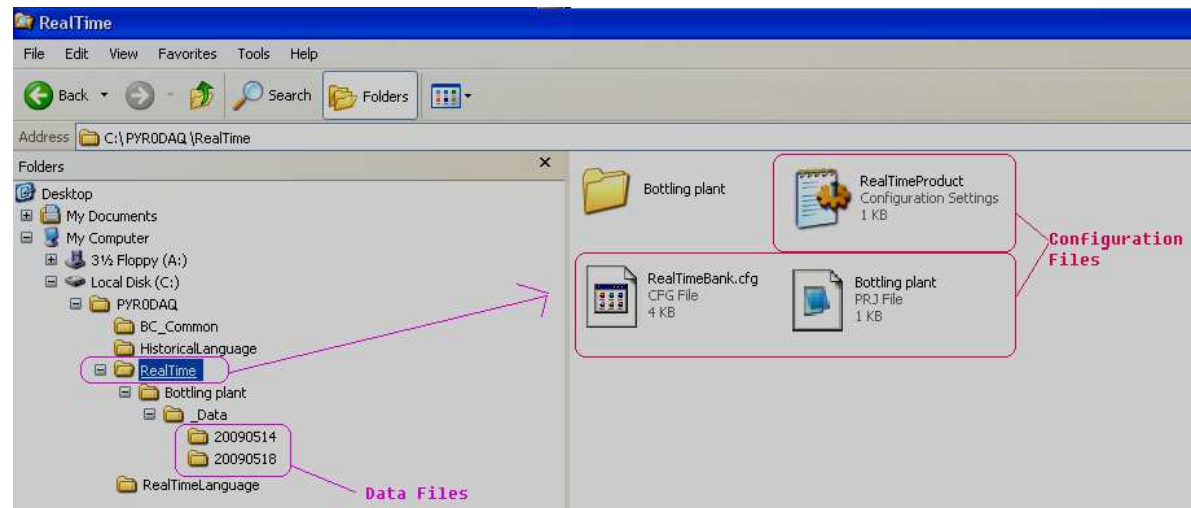 RealTime
File Edit View Favorites Tools Help
Back Search Folders
Address C:\PYRODAQ\RealTime
Folders
Desktop
My Documents
My Computer
3½ Floppy (A:)
Local Disk (C:)
PYRODAQ
BC_Common
HistoricalLanguage
RealTime
Bottling plant
_Data
20090514
20090518
RealTimeLanguage
Data Files
Bottling plant
RealTimeProduct
Configuration Settings
1 KB
RealTimeBank.cfg
CFG File
4 KB
Bottling plant
PRJ File
1 KB
Configuration
Files